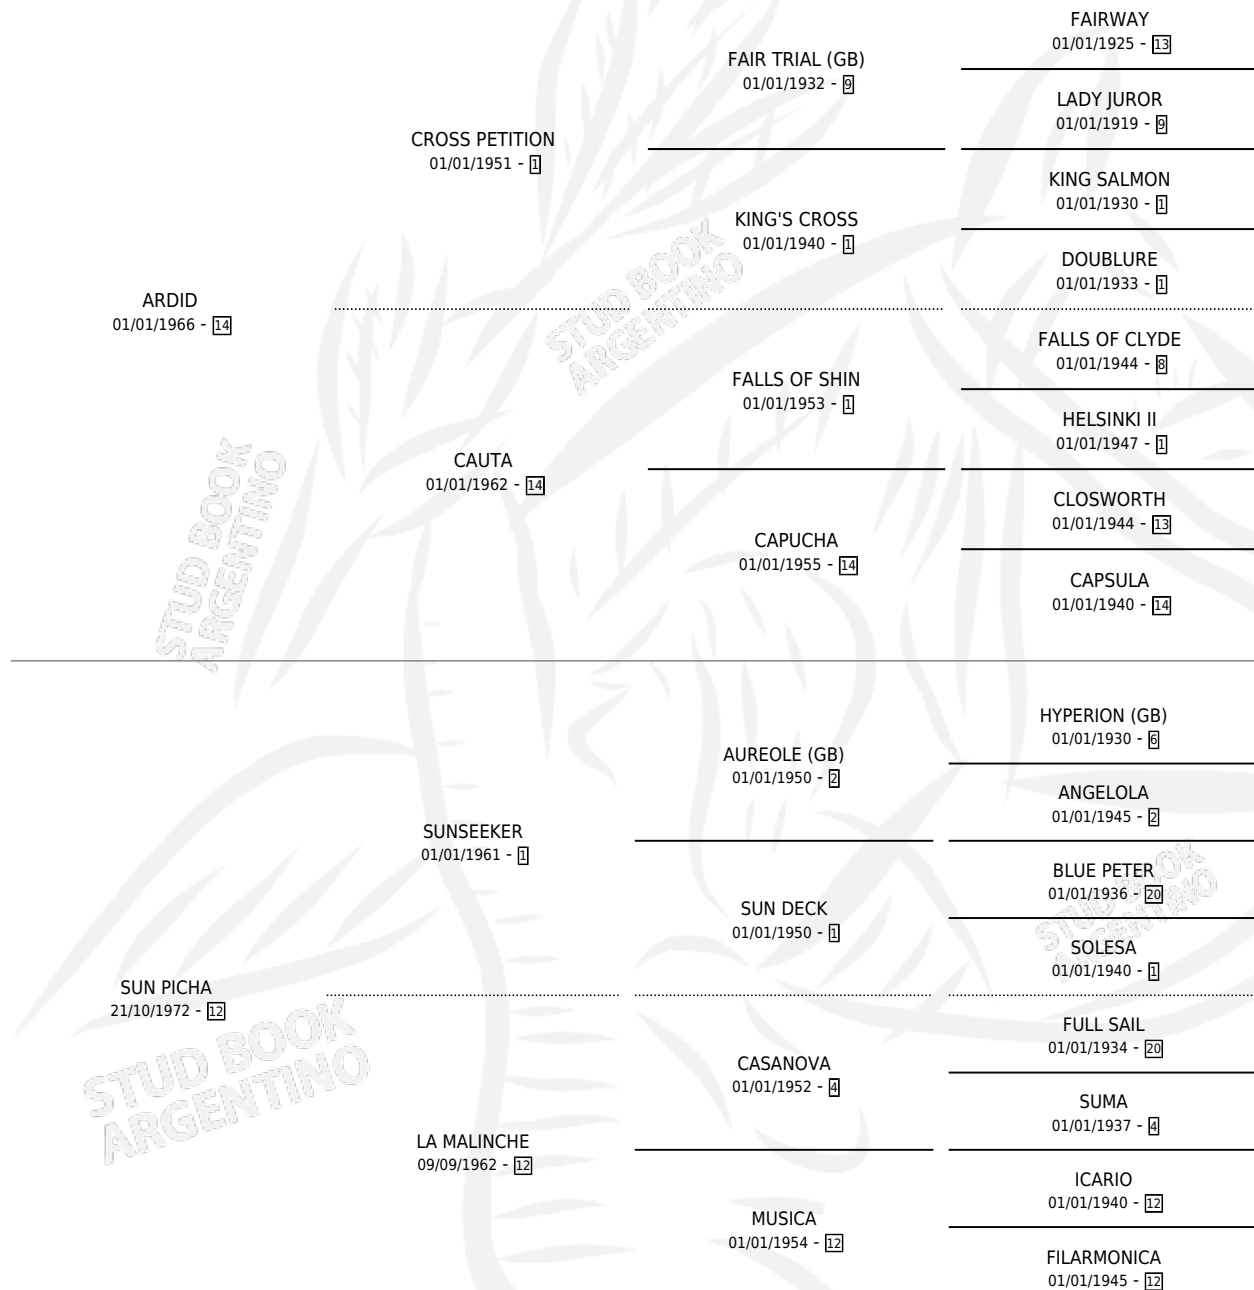 FAIRWAY
01/01/1925 - 13
FAIR TRIAL (GB)
01/01/1932 - 9
LADY JUROR
01/01/1919 - 9
CROSS PETITION
01/01/1951 - 1
KING SALMON
01/01/1930 - 1
KING'S CROSS
01/01/1940 - 1
DOUBLURE
01/01/1933 - 1
ARDID
01/01/1966 - 14
STUD BOOK
ARGENTINO
FALLS OF CLYDE
01/01/1944 - 8
FALLS OF SHIN
01/01/1953 - 1
HELSINKI II
01/01/1947 - 1
CAUTA
01/01/1962 - 14
CLOSWORTH
01/01/1944 - 13
CAPUCHA
01/01/1955 - 14
CAPSULA
01/01/1940 - 14
STUD BOOK
ARGENTINO
HYPERION (GB)
01/01/1930 - 6
AUREOLE (GB)
01/01/1950 - 2
ANGELOLA
01/01/1945 - 2
SUNSEEKER
01/01/1961 - 1
BLUE PETER
01/01/1936 - 20
SUN DECK
01/01/1950 - 1
STUD BOOK
ARGENTINO
SOLESA
01/01/1940 - 1
SUN PICHA
21/10/1972 - 12
STUD BOOK
ARGENTINO
FULL SAIL
01/01/1934 - 20
CASANOVA
01/01/1952 - 4
SUMA
01/01/1937 - 4
LA MALINCHE
09/09/1962 - 12
ICARIO
01/01/1940 - 12
MUSICA
01/01/1954 - 12
FILARMONICA
01/01/1945 - 12